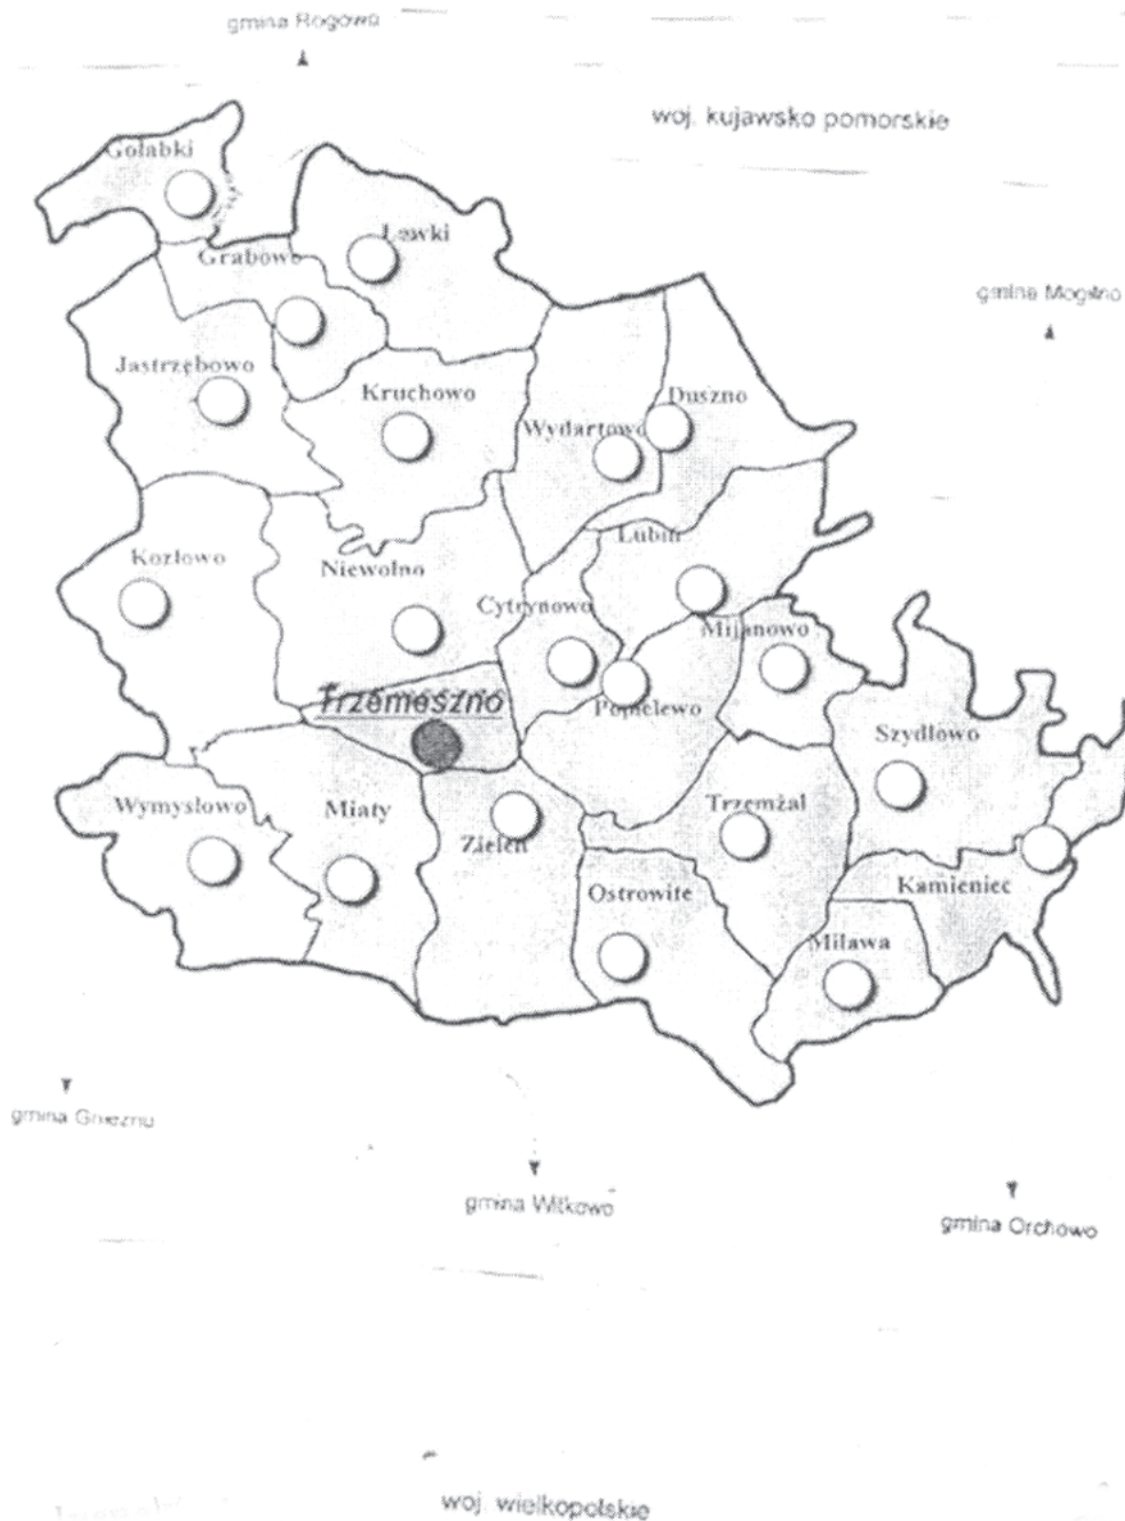 gmina Rogowo
woj. kujawsko pomorskie
Gołąbki
Ławki
Grabowo
gmina Mogilno
Jastrzębowo
Kruchowo
Duszno
Wydartowo
Lubin
Kozłowo
Niewolno
Cytrynowo
Mijanowo
Trzemeszno
Popielewo
Szydłowo
Wymysłowo
Miaty
Trzemżal
Zieleń
Ostrowite
Kamieniec
Miława
gmina Gniezno
gmina Witkowo
gmina Orchowo
woj. wielkopolskie